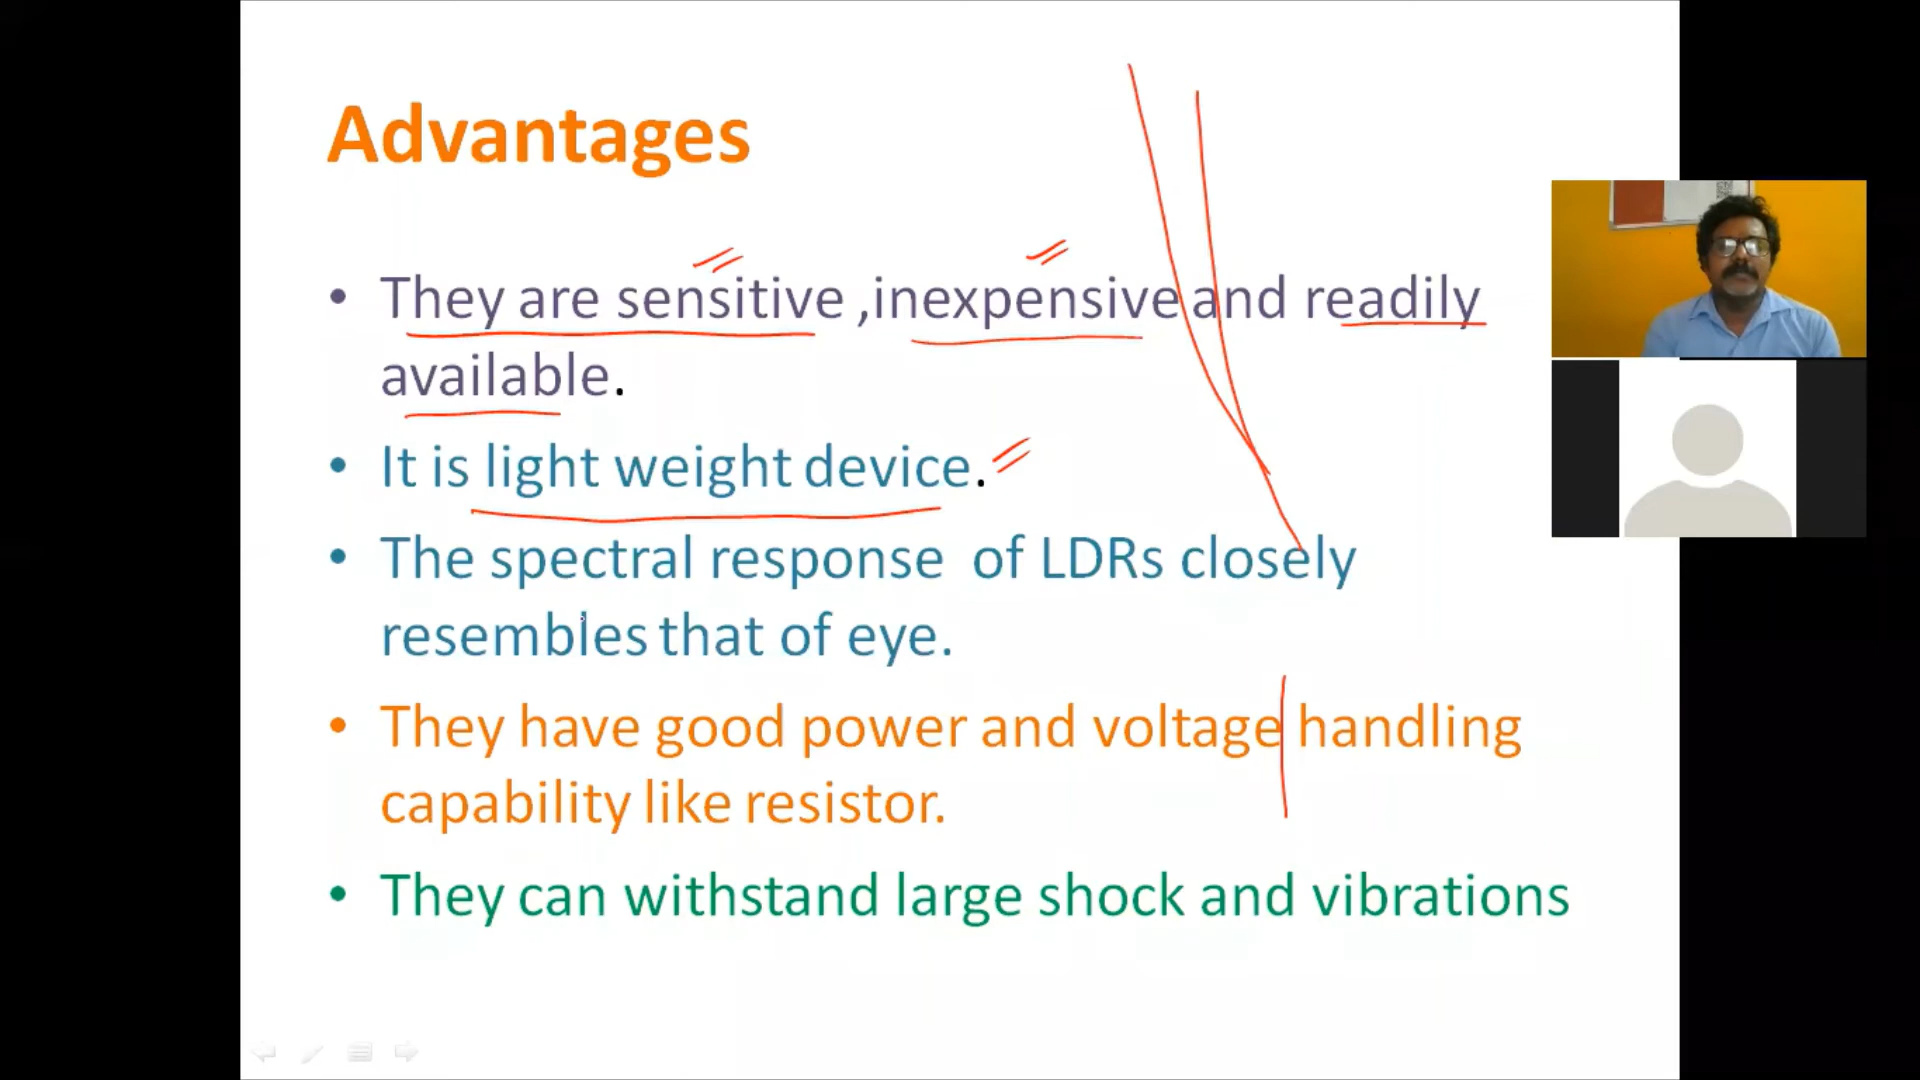 Advantages
• They are sensitive ,inexpensive and readily
available.
• It is light weight device.
• The spectral response of LDRs closely
resembles that of eye.
• They have good power and voltage handling
capability like resistor.
• They can withstand large shock and vibrations